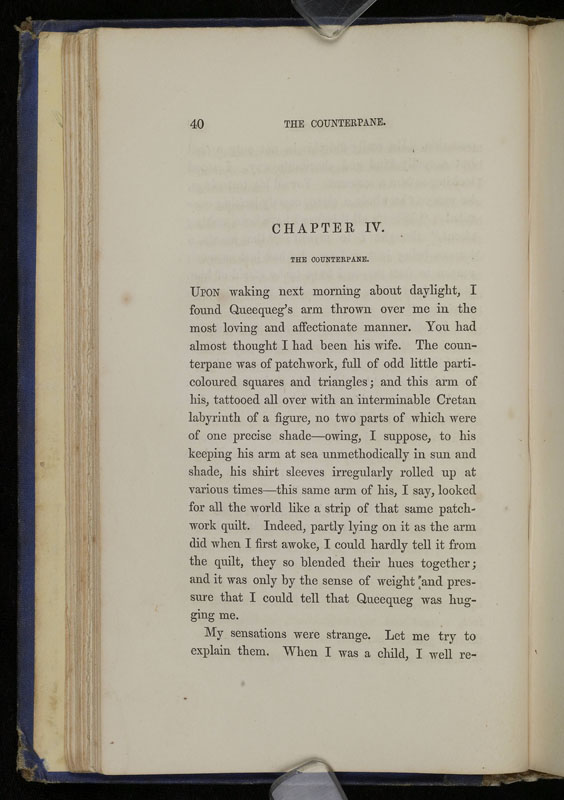 40 THE COUNTERPANE.
CHAPTER IV.
THE COUNTERPANE.
UPON waking next morning about daylight, I
found Queequeg's arm thrown over me in the
most loving and affectionate manner. You had
almost thought I had been his wife. The coun-
terpane was of patchwork, full of odd little parti-
coloured squares and triangles; and this arm of
his, tattooed all over with an interminable Cretan
labyrinth of a figure, no two parts of which were
of one precise shade—owing, I suppose, to his
keeping his arm at sea unmethodically in sun and
shade, his shirt sleeves irregularly rolled up at
various times—this same arm of his, I say, looked
for all the world like a strip of that same patch-
work quilt. Indeed, partly lying on it as the arm
did when I first awoke, I could hardly tell it from
the quilt, they so blended their hues together;
and it was only by the sense of weight and pres-
sure that I could tell that Queequeg was hug-
ging me.
My sensations were strange. Let me try to
explain them. When I was a child, I well re-